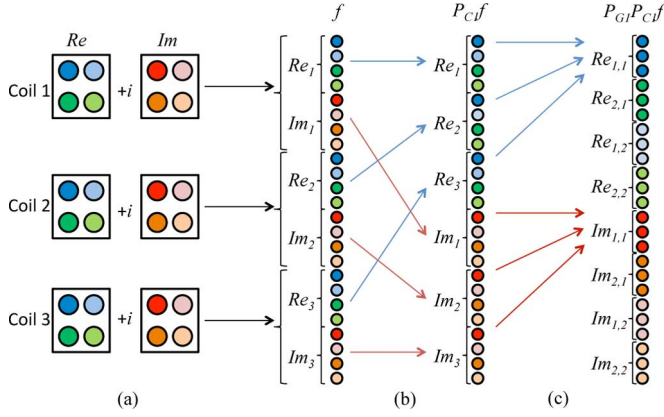 Re Im f P_{C1}f P_{G1}P_{C1}f
Coil 1 +i
Re_1
Im_1
Coil 2 +i
Re_2
Im_2
Coil 3 +i
Re_3
Im_3
Re_1
Re_2
Re_3
Im_1
Im_2
Im_3
Re_{1,1}
Re_{2,1}
Re_{1,2}
Re_{2,2}
Im_{1,1}
Im_{2,1}
Im_{1,2}
Im_{2,2}
(a) (b) (c)